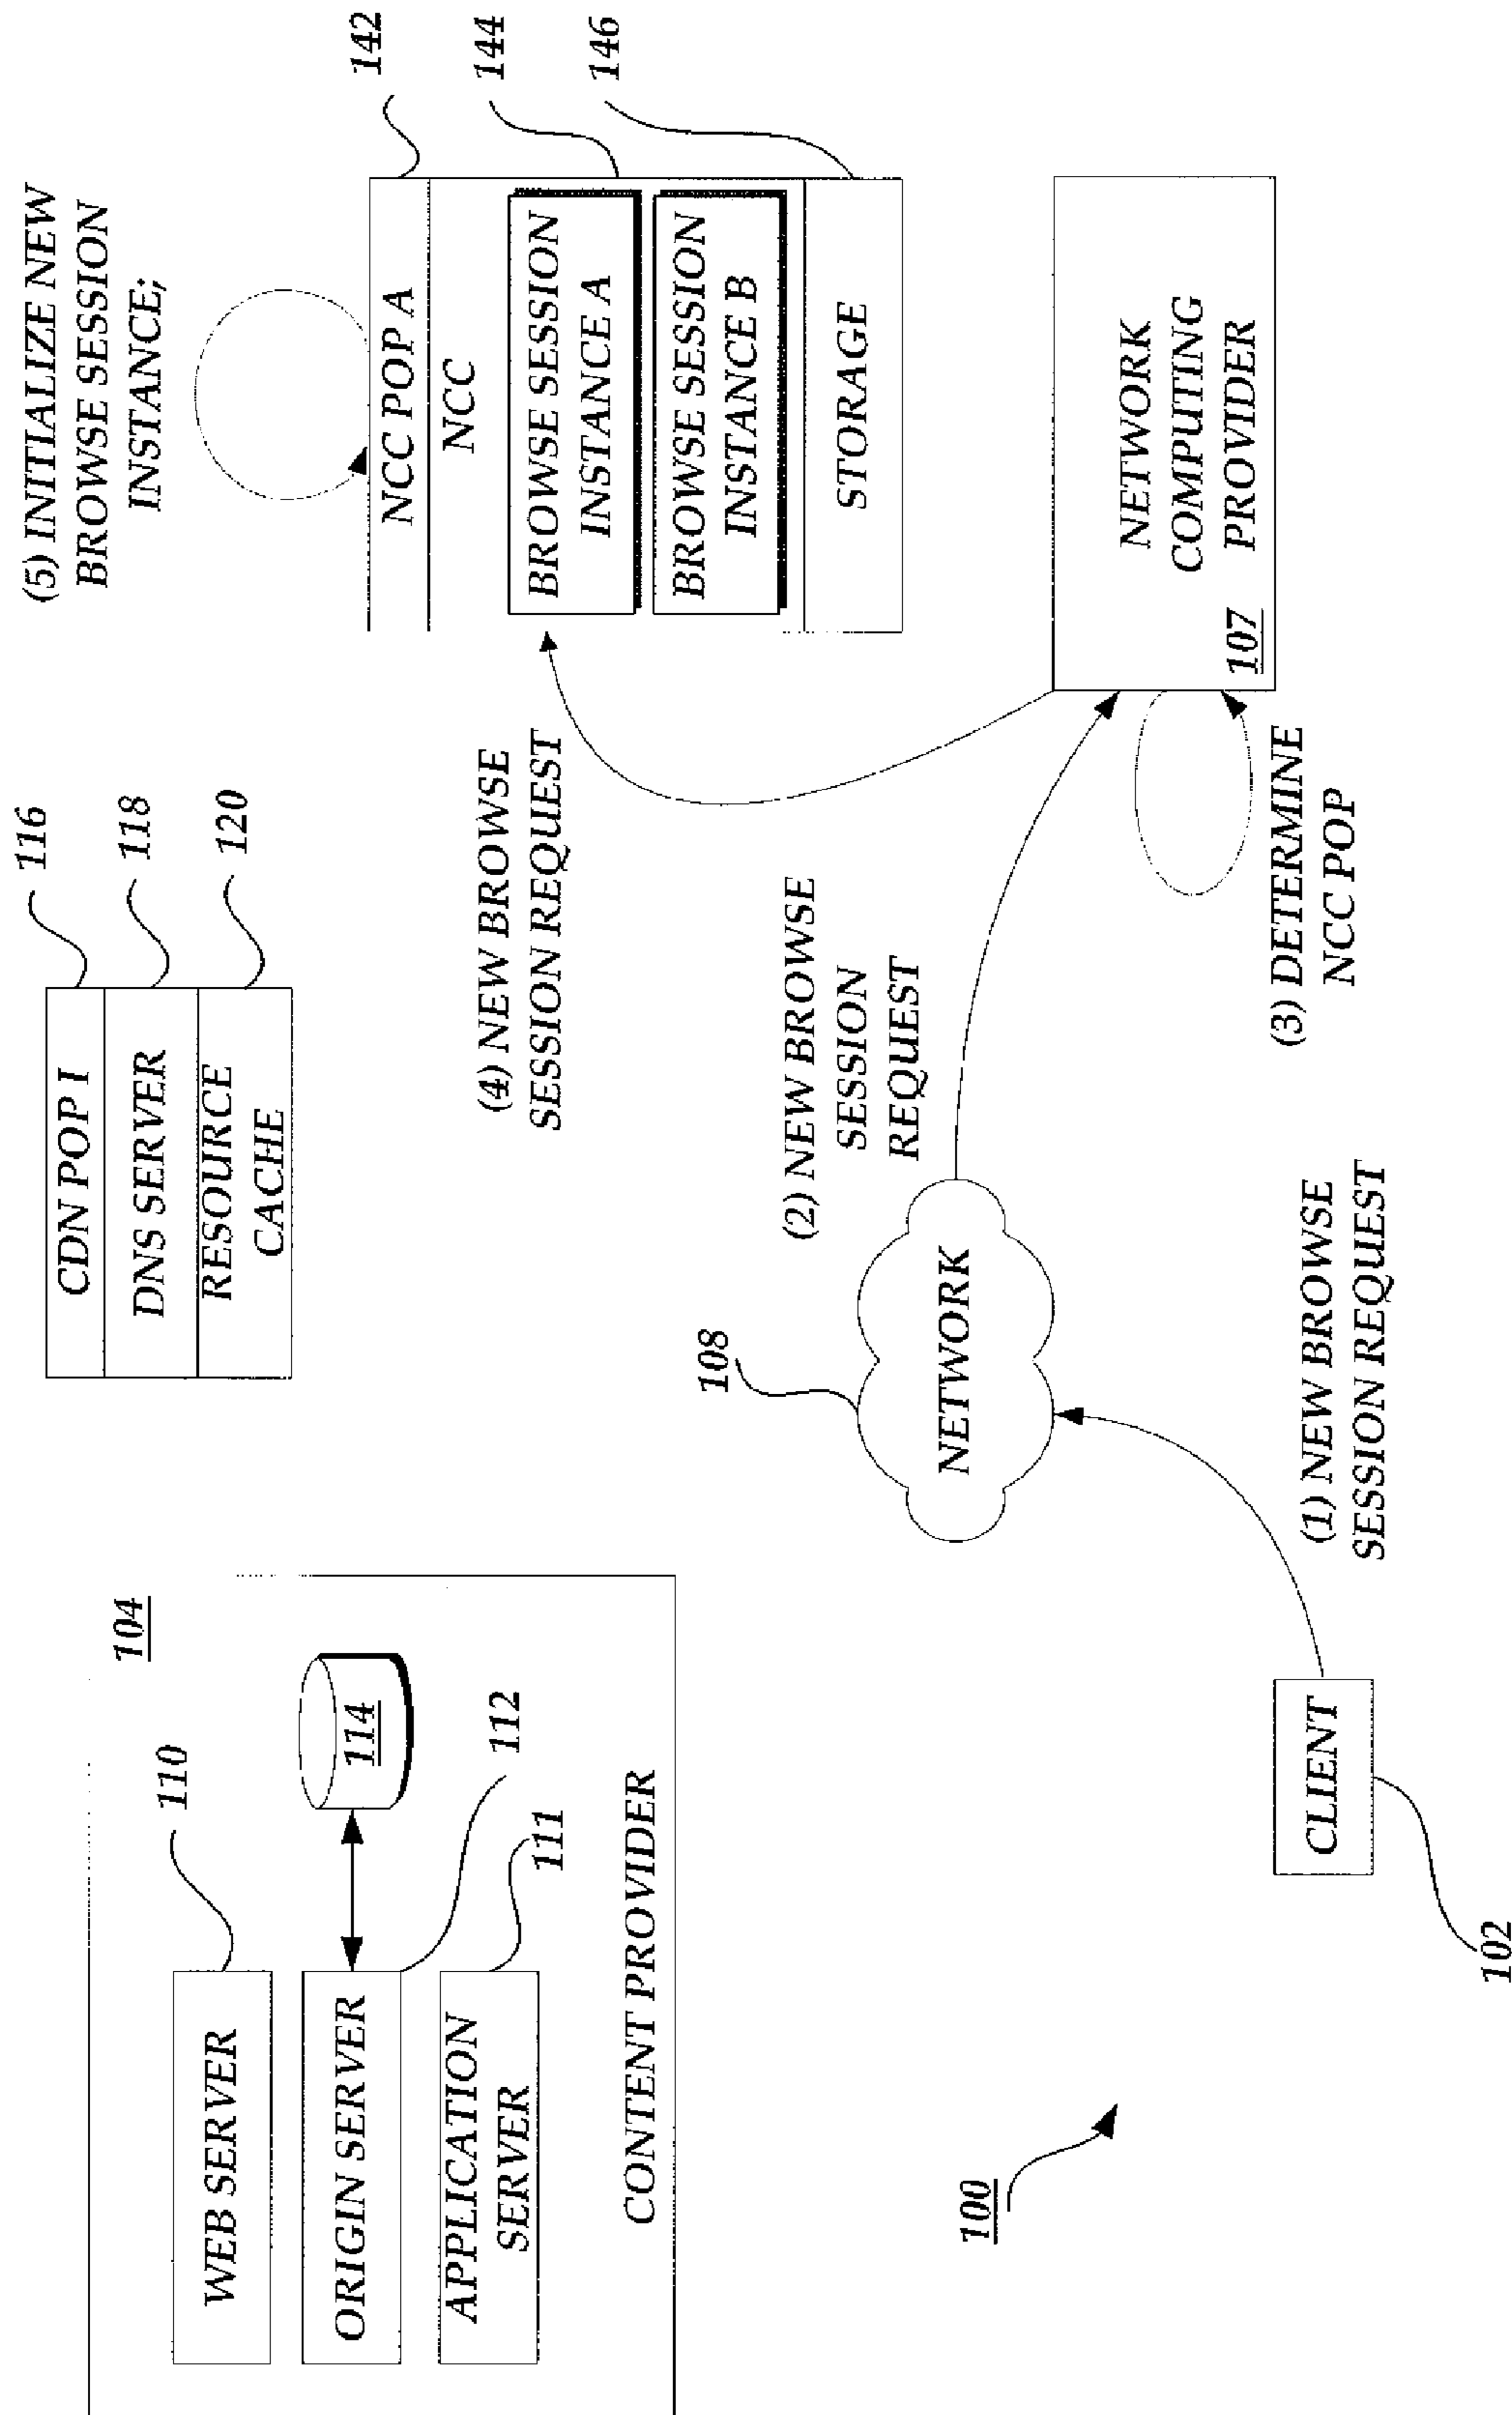 104
110
WEB SERVER
114
ORIGIN SERVER
112
APPLICATION
SERVER
111
CONTENT PROVIDER
116
CDN POP I
118
DNS SERVER
120
RESOURCE
CACHE
(5) INITIALIZE NEW
BROWSE SESSION
INSTANCE;
142
NCC POP A
144
NCC
146
BROWSE SESSION
INSTANCE A
BROWSE SESSION
INSTANCE B
STORAGE
(4) NEW BROWSE
SESSION REQUEST
108
NETWORK
(2) NEW BROWSE
SESSION
REQUEST
NETWORK
COMPUTING
PROVIDER
107
(3) DETERMINE
NCC POP
(1) NEW BROWSE
SESSION REQUEST
CLIENT
102
100